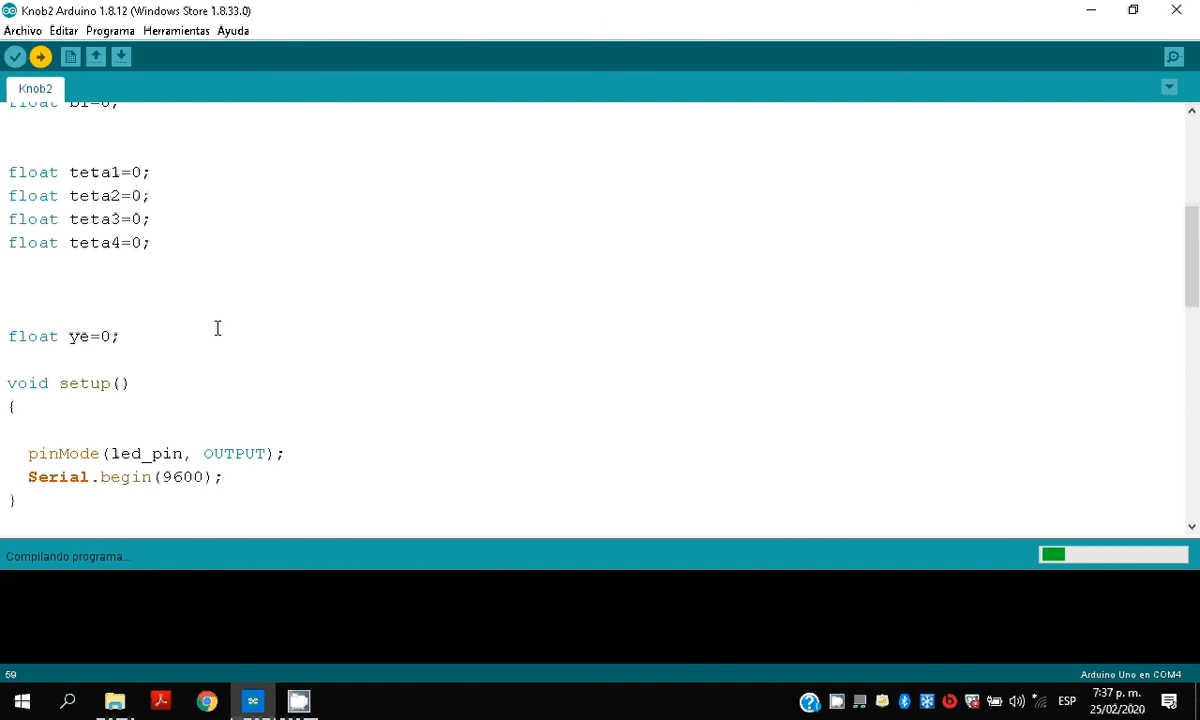 Knob2 Arduino 1.8.12 (Windows Store 1.8.33.0)
Archivo Editar Programa Herramientas Ayuda
Knob2
float teta1=0;
float teta2=0;
float teta3=0;
float teta4=0;
float ye=0;
void setup()
{
pinMode(led_pin, OUTPUT);
Serial.begin(9600);
}
Compilando programa...
59
Arduino Uno en COM4
ESP
7:37 p. m.
25/02/2020